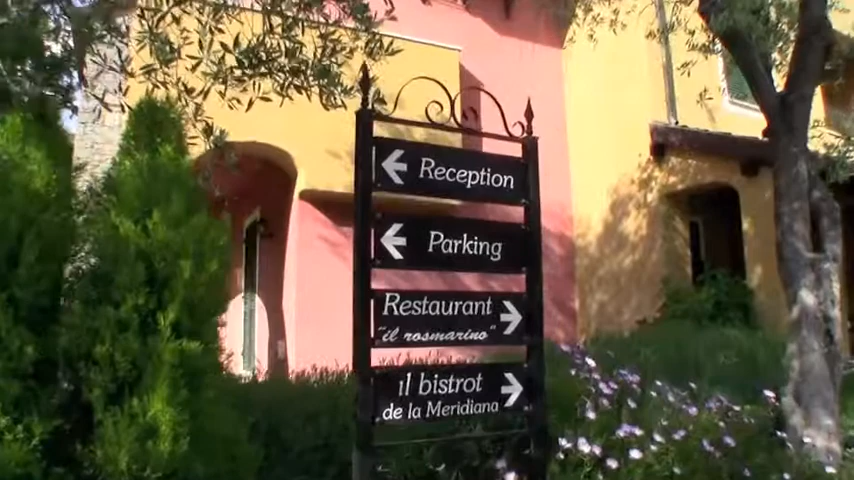 Reception
Parking
Restaurant
"il rosmarino"
il bistrot
de la Meridiana